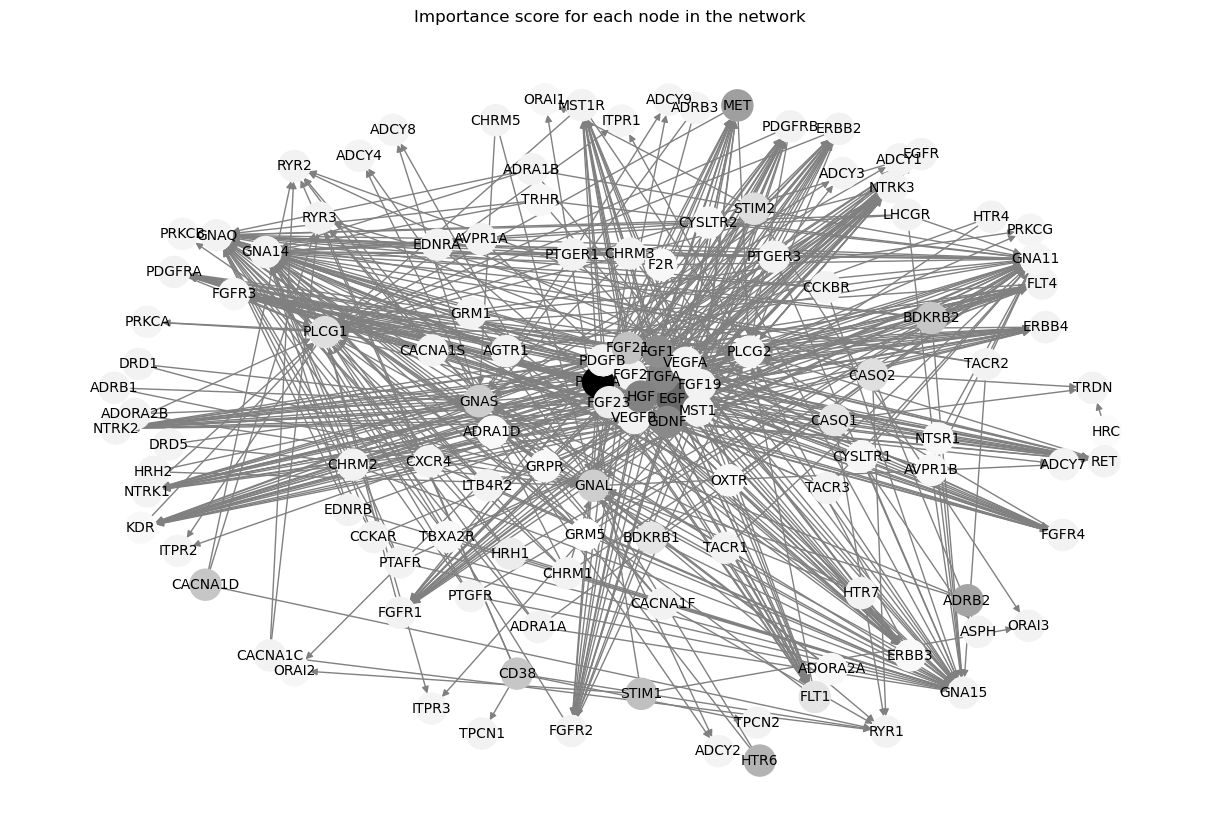 Importance score for each node in the network
ORAI1
MST1R
ADCY9
ADRB3
MET
CHRM5
ITPR1
ADCY8
PDGFRB
ERBB2
ADCY4
EGFR
ADCY1
RYR2
ADRA1B
ADCY3
NTRK3
TRHR
RYR3
CYSLTR2
STIM2
LHCGR
HTR4
PRKCG
PRKCB
GNAQ
EDNRA
AVPR1A
GNA14
PTGER1
CHRM3
F2R
PTGER3
GNA11
PDGFRA
FGFR3
CCKBR
FLT4
PRKCA
GRM1
BDKRB2
ERBB4
PLCG1
CACNA1S
AGTR1
FGF21
FGF1
PLCG2
DRD1
PDGFB
VEGFA
TACR2
FGF2
TGFA
CASQ2
ADRB1
FGF19
TRDN
HGF
EDF
GNAS
FGF23
ADORA2B
NTRK2
VEGFB
GDNF
MST1
CASQ1
HRC
ADRA1D
NTSR1
DRD5
CHRM2
CXCR4
GRPR
CYSLTR1
AVPR1B
ADCY7
RET
HRH2
NTRK1
LTB4R2
GNAL
OXTR
TACR3
EDNRB
KDR
CCKAR
TBXA2R
GRM5
BDKRB1
FGFR4
ITPR2
HRH1
TACR1
PTAFR
CHRM1
CACNA1D
PTGFR
HTR7
ADRB2
FGFR1
CACNA1F
ADRA1A
ASPH
ORAI3
CACNA1C
ERBB3
ORAI2
CD38
ADORA2A
STIM1
FLT1
GNA15
ITPR3
TPCN2
TPCN1
FGFR2
RYR1
ADCY2
HTR6